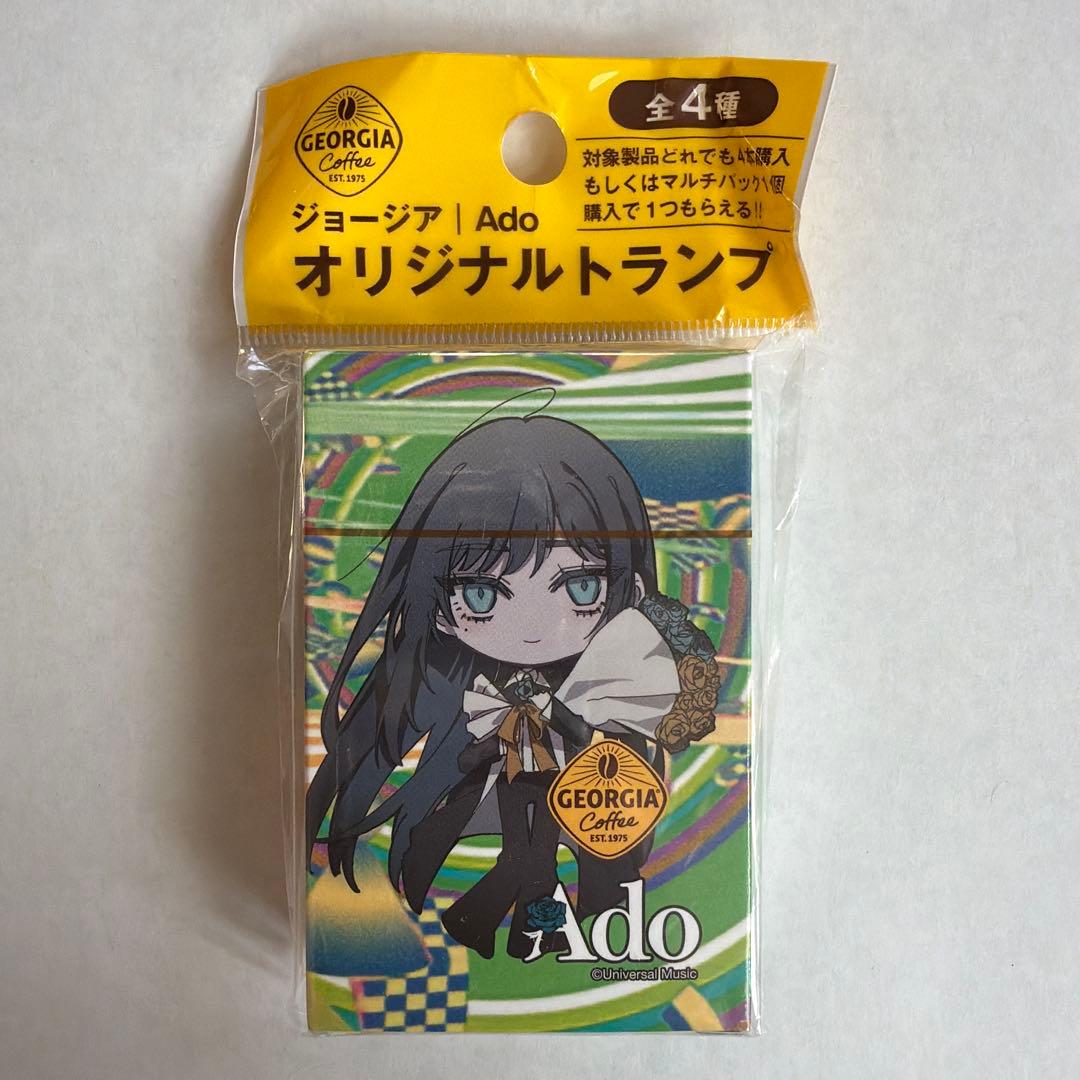 GEORGIA
Coffee
EST. 1975
全4種
対象製品どれでも4本購入
もしくはマルチパック1個
購入で1つもらえる!!
ジョージア｜Ado
オリジナルトランプ
GEORGIA®
Coffee
EST. 1975
Ado
©Universal Music